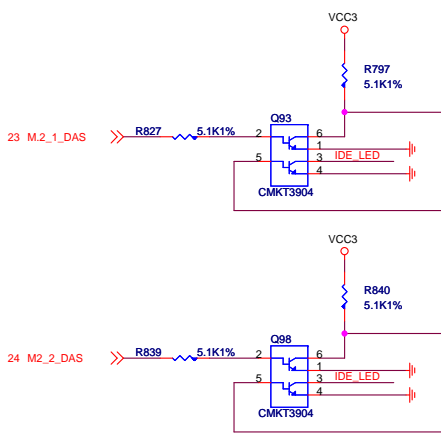 VCC3
R797
5.1K1%
Q93
23 M.2_1_DAS R827 5.1K1% 2 6
1
5 3 IDE_LED
4
CMKT3904
VCC3
R840
5.1K1%
Q98
24 M2_2_DAS R839 5.1K1% 2 6
1
5 3 IDE_LED
4
CMKT3904